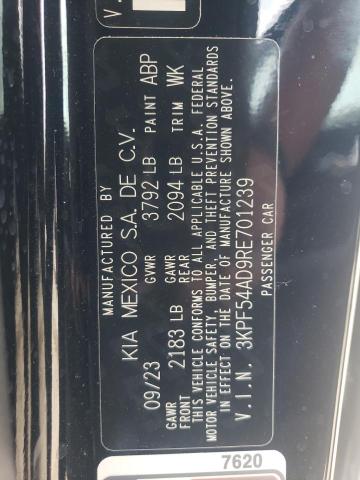 MANUFACTURED BY
KIA MEXICO S.A. DE C.V.
09/23 GVWR 3792 LB PAINT ABP
GAWR FRONT 2183 LB GAWR REAR 2094 LB TRIM WK
THIS VEHICLE CONFORMS TO ALL APPLICABLE U.S.A. FEDERAL
MOTOR VEHICLE SAFETY, BUMPER, AND THEFT PREVENTION STANDARDS
IN EFFECT ON THE DATE OF MANUFACTURE SHOWN ABOVE.
V.I.N. 3KPF54AD9RE701239
PASSENGER CAR
7620